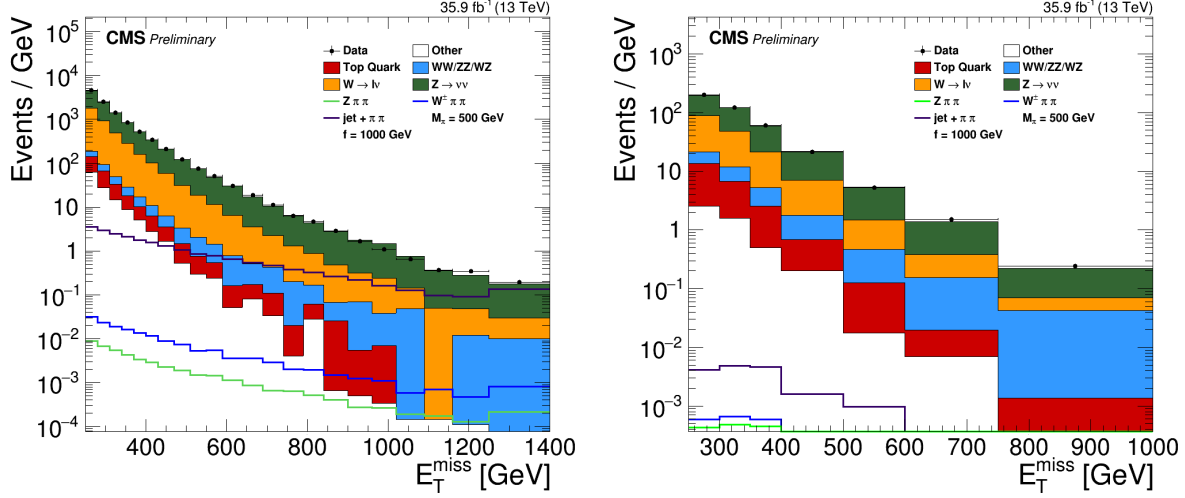 35.9 fb⁻¹ (13 TeV)
CMS Preliminary
Data
Other
Top Quark
WW/ZZ/WZ
W → lν
Z → νν
Z π π
W± π π
jet + π π
Mπ = 500 GeV
f = 1000 GeV
Events / GeV
10⁵
10⁴
10³
10²
10
1
10⁻¹
10⁻²
10⁻³
10⁻⁴
400 600 800 1000 1200 1400
E_T^miss [GeV]
35.9 fb⁻¹ (13 TeV)
CMS Preliminary
Data
Other
Top Quark
WW/ZZ/WZ
W → lν
Z → νν
Z π π
W± π π
jet + π π
Mπ = 500 GeV
f = 1000 GeV
Events / GeV
10³
10²
10
1
10⁻¹
10⁻²
10⁻³
300 400 500 600 700 800 900 1000
E_T^miss [GeV]